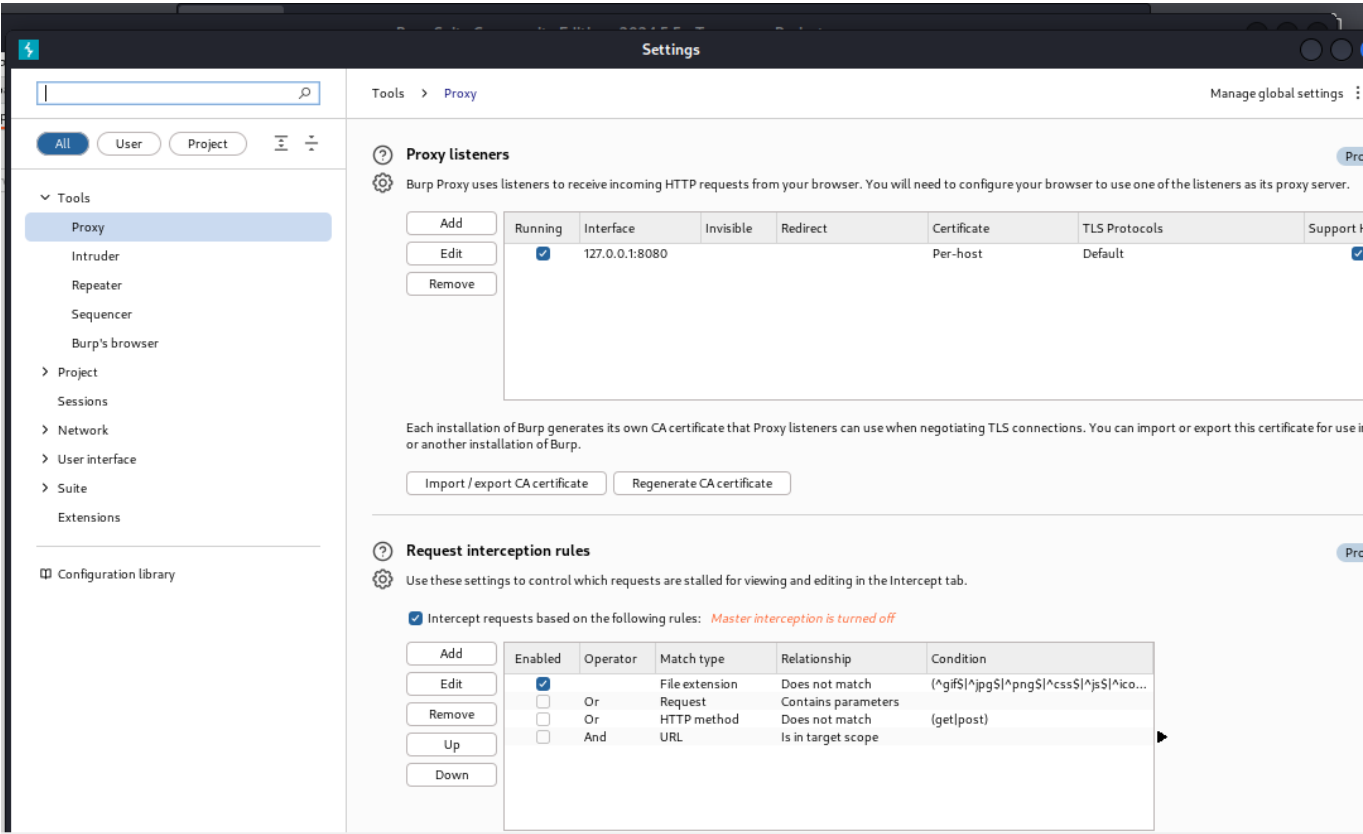 Settings
Tools > Proxy
Manage global settings
All User Project
Tools
Proxy
Intruder
Repeater
Sequencer
Burp's browser
Project
Sessions
Network
User interface
Suite
Extensions
Configuration library
Proxy listeners
Pro
Burp Proxy uses listeners to receive incoming HTTP requests from your browser. You will need to configure your browser to use one of the listeners as its proxy server.
Add
Edit
Remove
Running Interface Invisible Redirect Certificate TLS Protocols Support H
127.0.0.1:8080 Per-host Default
Each installation of Burp generates its own CA certificate that Proxy listeners can use when negotiating TLS connections. You can import or export this certificate for use in
or another installation of Burp.
Import / export CA certificate Regenerate CA certificate
Request interception rules
Pro
Use these settings to control which requests are stalled for viewing and editing in the Intercept tab.
Intercept requests based on the following rules: Master interception is turned off
Add
Edit
Remove
Up
Down
Enabled Operator Match type Relationship Condition
File extension Does not match (^gif$|^jpg$|^png$|^css$|^js$|^ico...
Or Request Contains parameters
Or HTTP method Does not match (get|post)
And URL Is in target scope